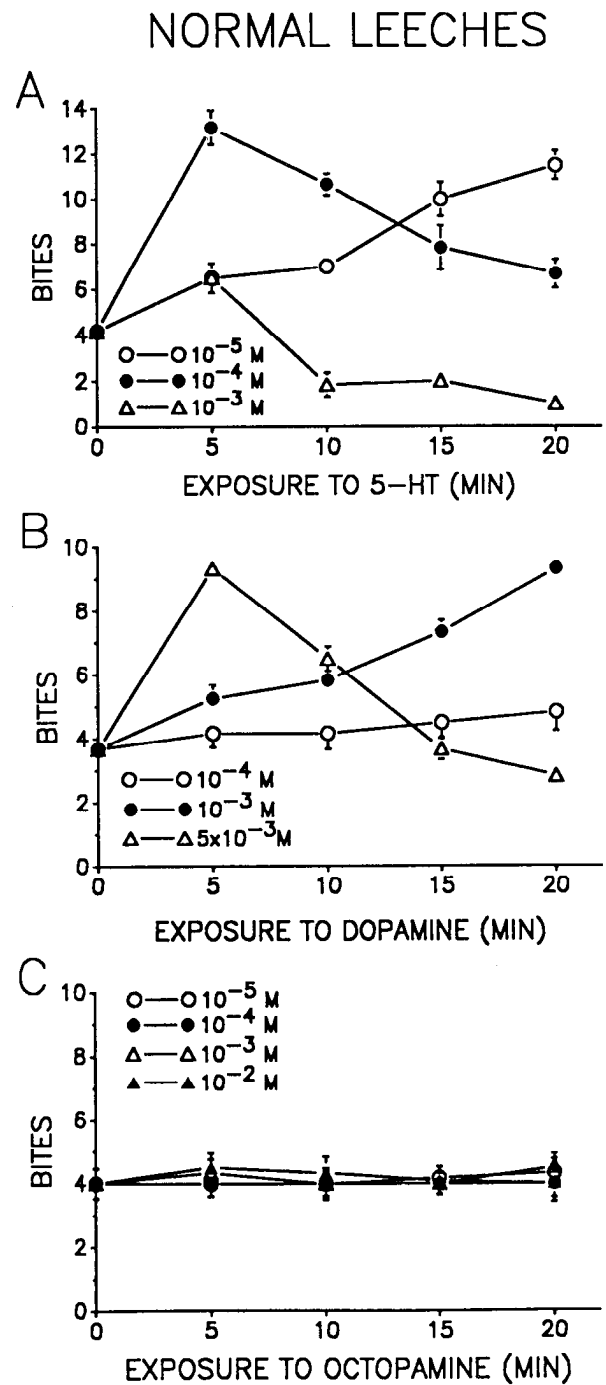 NORMAL LEECHES
A
14
12
10
8
6
4
2
0
BITES
10⁻⁵ M
10⁻⁴ M
10⁻³ M
0 5 10 15 20
EXPOSURE TO 5-HT (MIN)
B
10
8
6
4
2
0
BITES
10⁻⁴ M
10⁻³ M
5x10⁻³M
0 5 10 15 20
EXPOSURE TO DOPAMINE (MIN)
C
10
8
6
4
2
0
BITES
10⁻⁵ M
10⁻⁴ M
10⁻³ M
10⁻² M
0 5 10 15 20
EXPOSURE TO OCTOPAMINE (MIN)